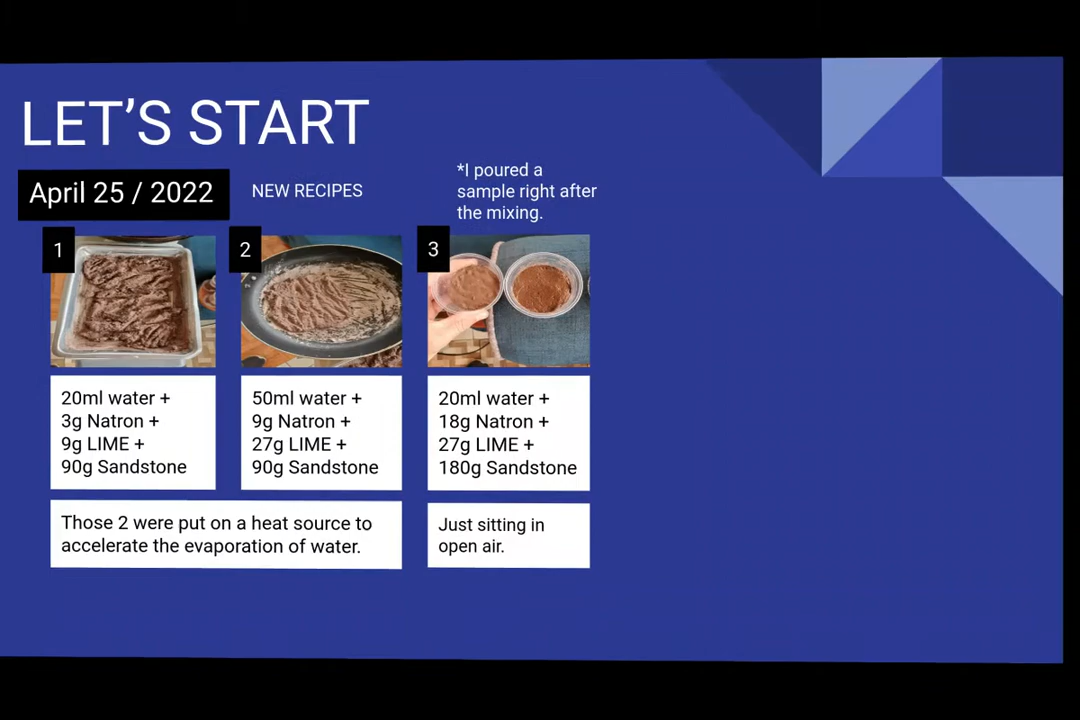 LET'S START
April 25 / 2022
NEW RECIPES
*I poured a
sample right after
the mixing.
1
2
3
20ml water +
3g Natron +
9g LIME +
90g Sandstone
50ml water +
9g Natron +
27g LIME +
90g Sandstone
20ml water +
18g Natron +
27g LIME +
180g Sandstone
Those 2 were put on a heat source to
accelerate the evaporation of water.
Just sitting in
open air.